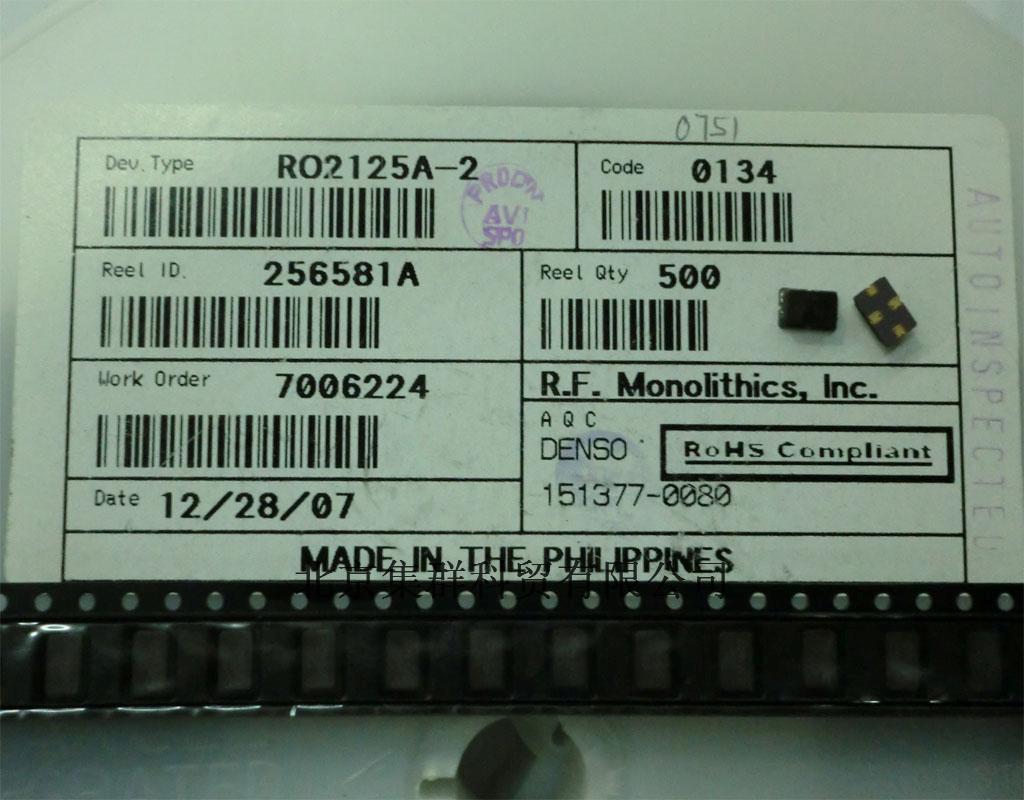 0751
Dev.Type RO2125A-2
Code 0134
PRODN
AVI
SPO
Reel ID. 256581A
Reel Qty 500
Work Order 7006224
R.F. Monolithics, Inc.
AQC
DENSO
RoHS Compliant
151377-0080
Date 12/28/07
MADE IN THE PHILIPPINES
北京集群科贸有限公司
AUTOINSPECTED